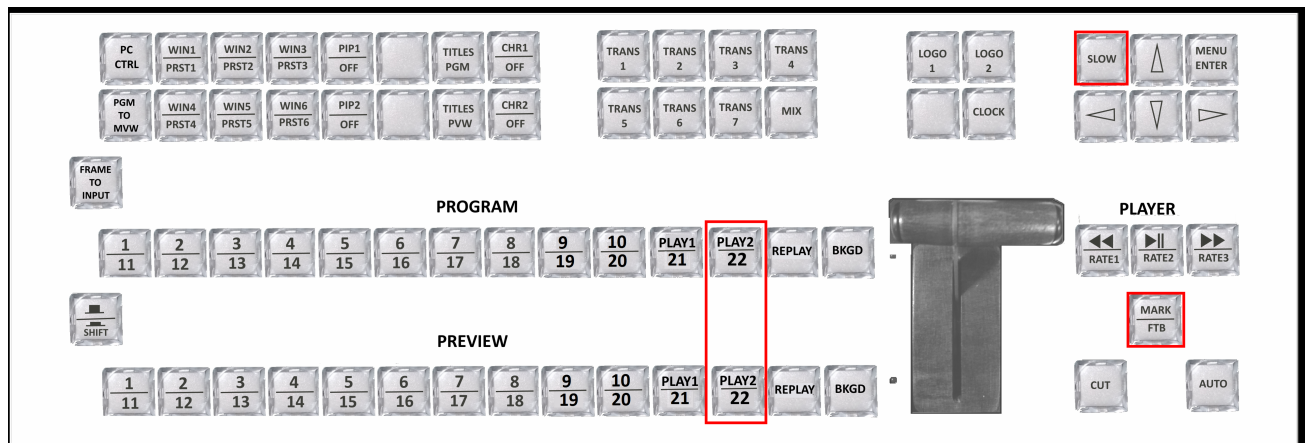 PC
CTRL
WIN1
PRST1
WIN2
PRST2
WIN3
PRST3
PIP1
OFF
TITLES
PGM
CHR1
OFF
TRANS
1
TRANS
2
TRANS
3
TRANS
4
LOGO
1
LOGO
2
SLOW
MENU
ENTER
PGM
TO
MVW
WIN4
PRST4
WIN5
PRST5
WIN6
PRST6
PIP2
OFF
TITLES
PVW
CHR2
OFF
TRANS
5
TRANS
6
TRANS
7
MIX
CLOCK
FRAME
TO
INPUT
PROGRAM
PLAYER
1
11
2
12
3
13
4
14
5
15
6
16
7
17
8
18
9
19
10
20
PLAY1
21
PLAY2
22
REPLAY
BKGD
RATE1
RATE2
RATE3
SHIFT
MARK
FTB
PREVIEW
1
11
2
12
3
13
4
14
5
15
6
16
7
17
8
18
9
19
10
20
PLAY1
21
PLAY2
22
REPLAY
BKGD
CUT
AUTO